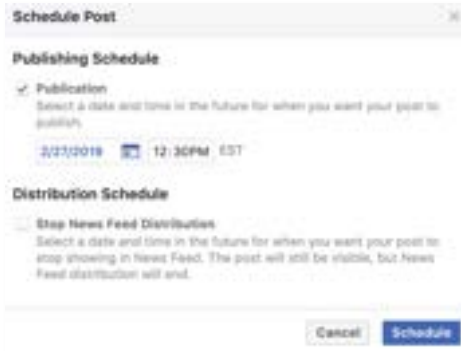 Schedule Post
Publishing Schedule
Publication
Select a date and time in the future for when you want your post to
publish.
2/27/2019 12:30PM EST
Distribution Schedule
Stop News Feed Distribution
Select a date and time in the future for when you want your post to
stop showing in News Feed. The post will still be visible, but News
Feed distribution will end.
Cancel Schedule